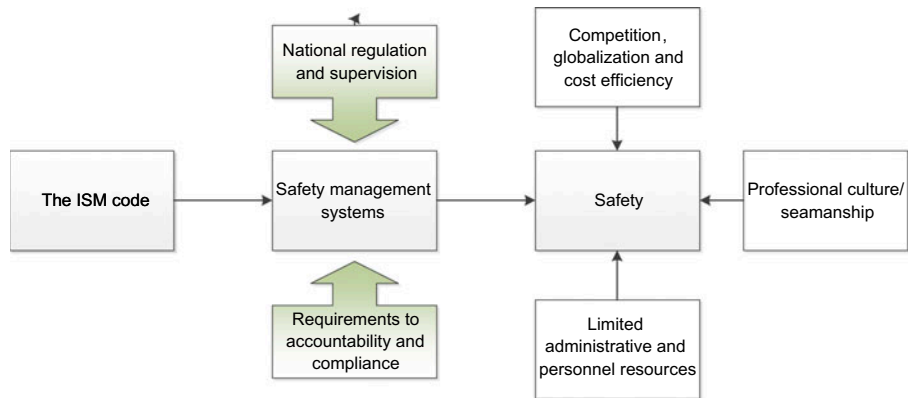 National regulation
and supervision
Competition,
globalization and
cost efficiency
The ISM code
Safety management
systems
Safety
Professional culture/
seamanship
Requirements to
accountability and
compliance
Limited
administrative and
personnel resources